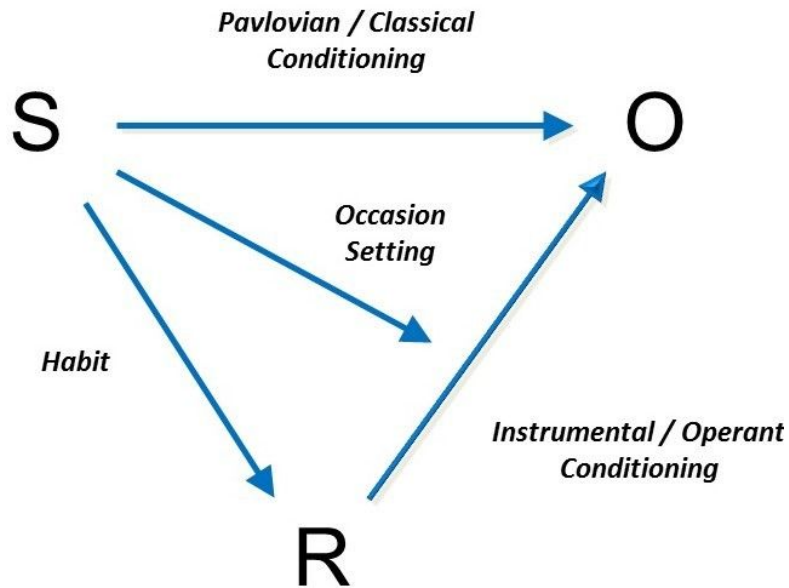 Pavlovian / Classical
Conditioning
S
O
Occasion
Setting
Habit
Instrumental / Operant
Conditioning
R